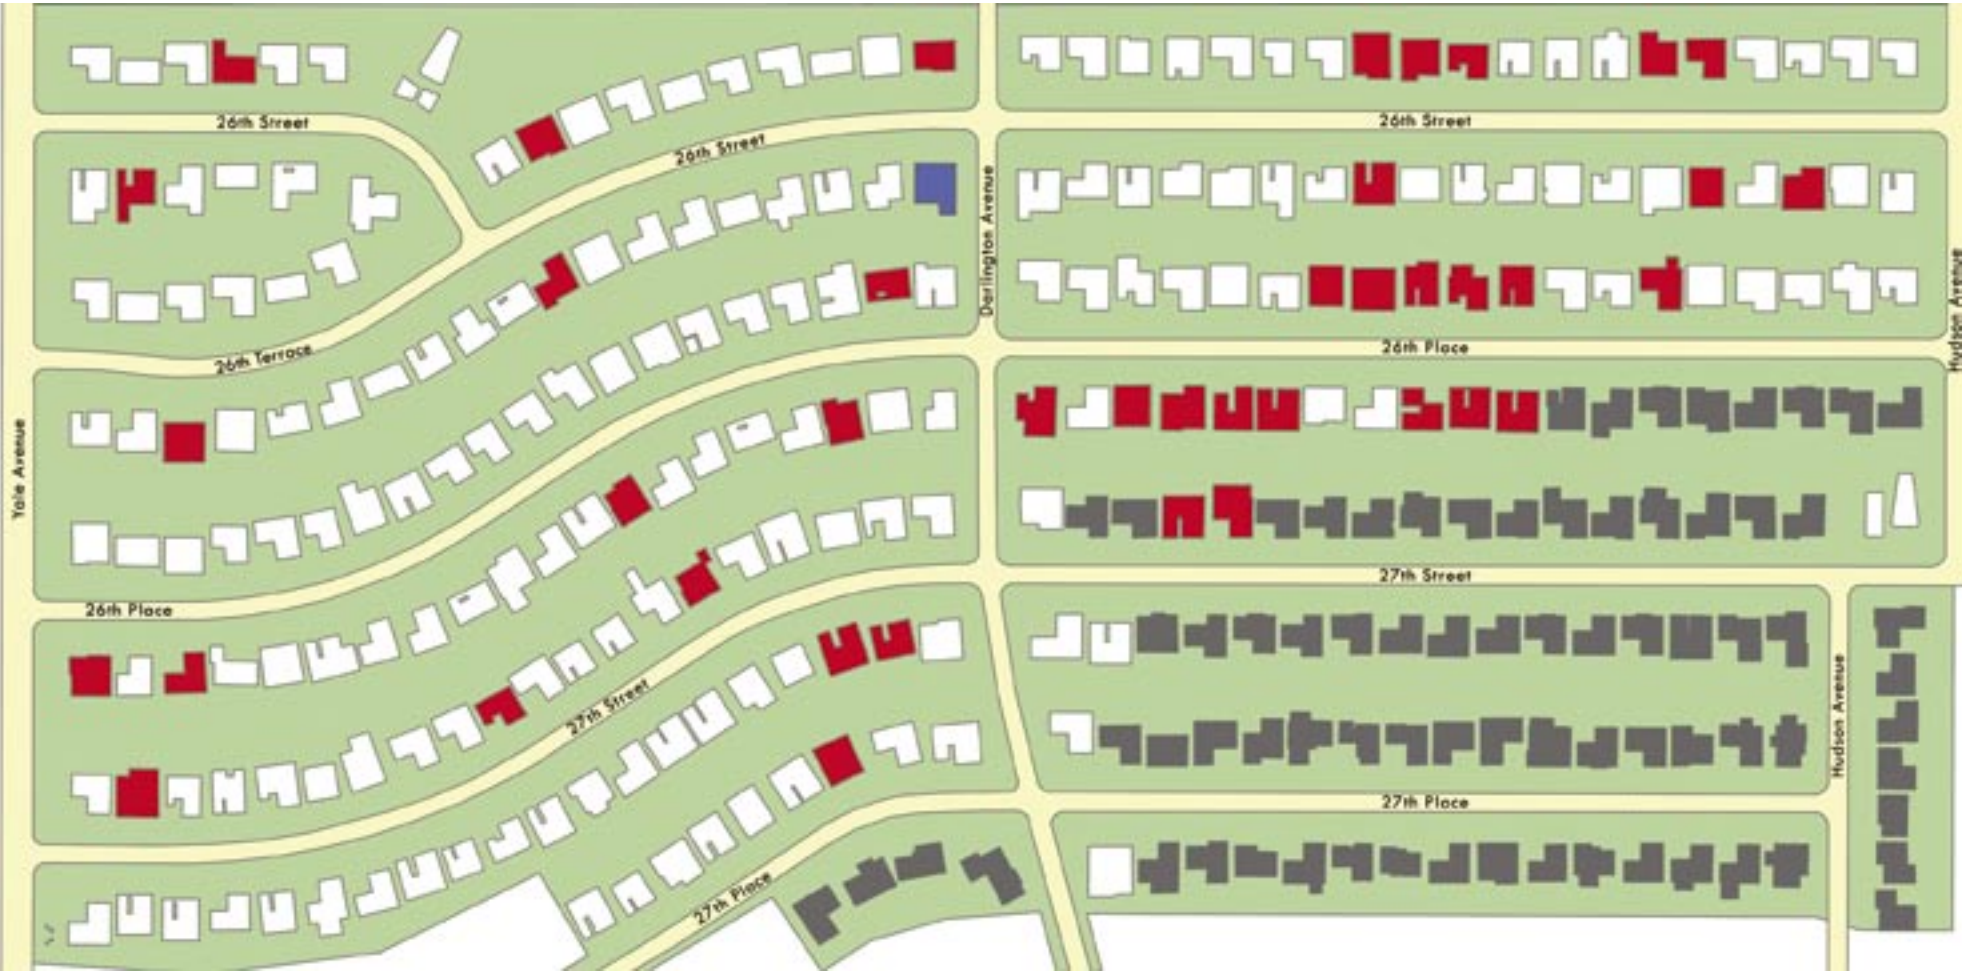 26th Street
26th Street
26th Street
Darlington Avenue
Hudson Avenue
26th Terrace
26th Place
Yale Avenue
27th Street
26th Place
27th Street
Hudson Avenue
27th Place
27th Place